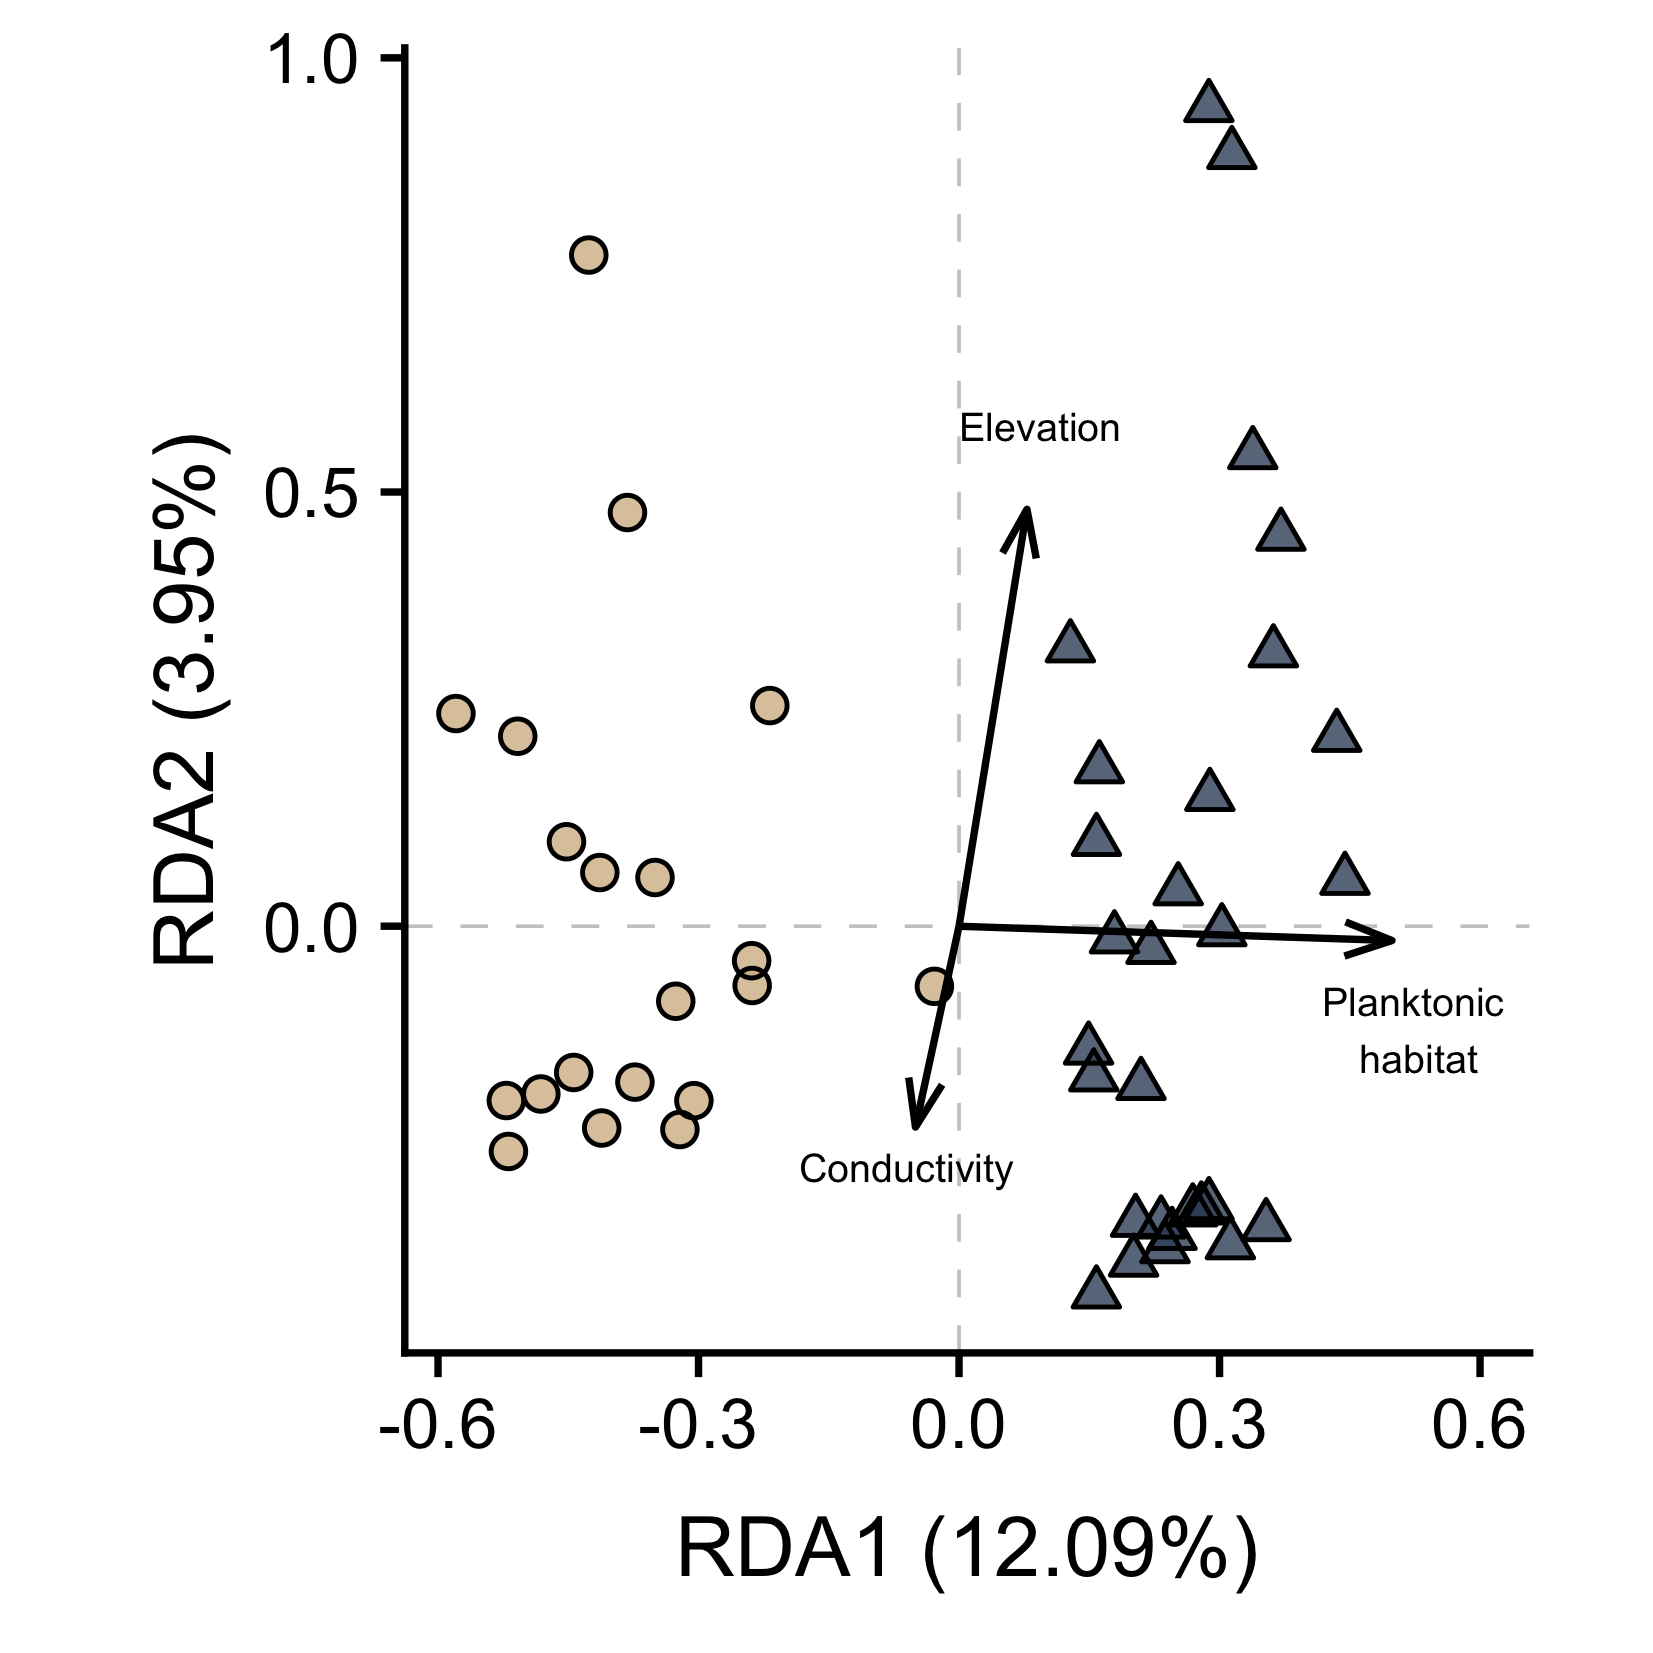 1.0
0.5
0.0
RDA2 (3.95%)
Elevation
Planktonic
habitat
Conductivity
-0.6 -0.3 0.0 0.3 0.6
RDA1 (12.09%)